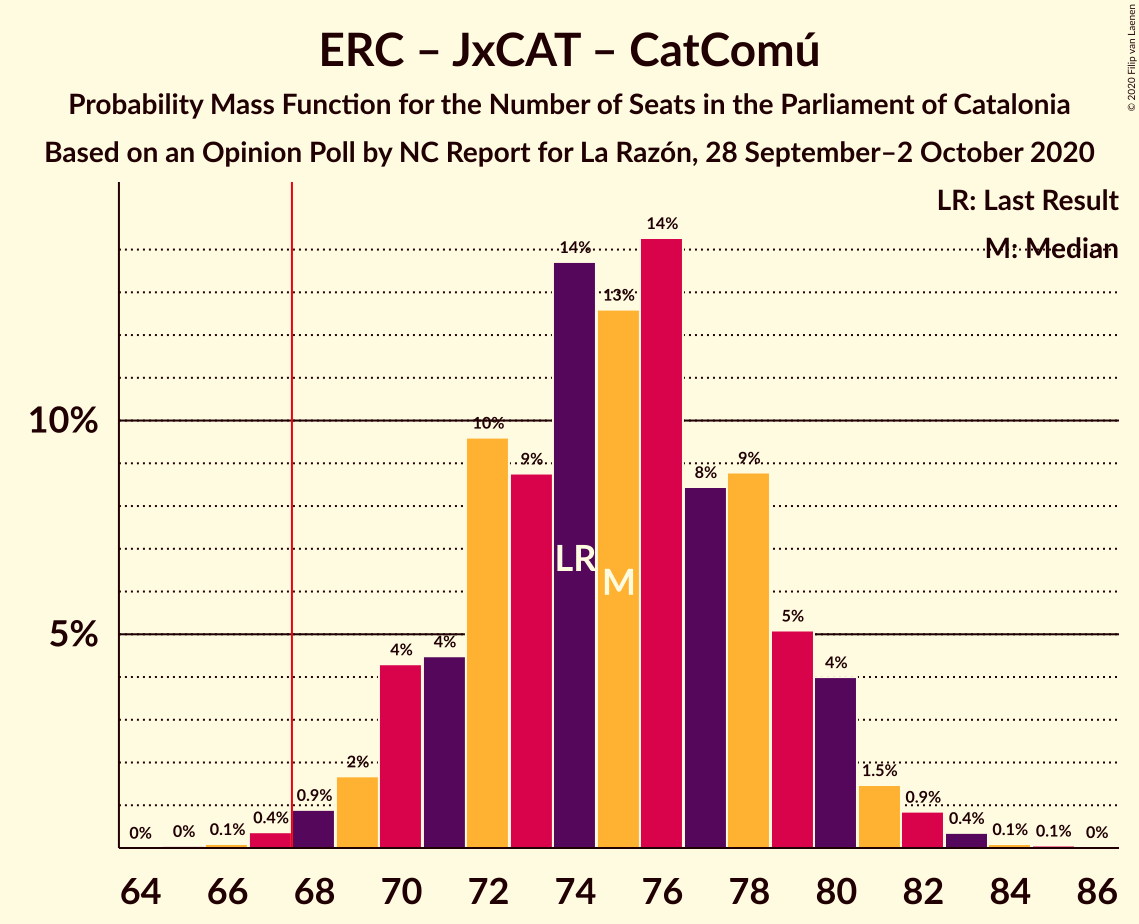 ERC – JxCAT – CatComú
Probability Mass Function for the Number of Seats in the Parliament of Catalonia
Based on an Opinion Poll by NC Report for La Razón, 28 September–2 October 2020
© 2020 Filip van Laenen
LR: Last Result
M: Median
10%
5%
0%
0%
0.1%
0.4%
0.9%
2%
4%
4%
10%
9%
14%
13%
14%
8%
9%
5%
4%
1.5%
0.9%
0.4%
0.1%
0.1%
0%
LR
M
64 66 68 70 72 74 76 78 80 82 84 86